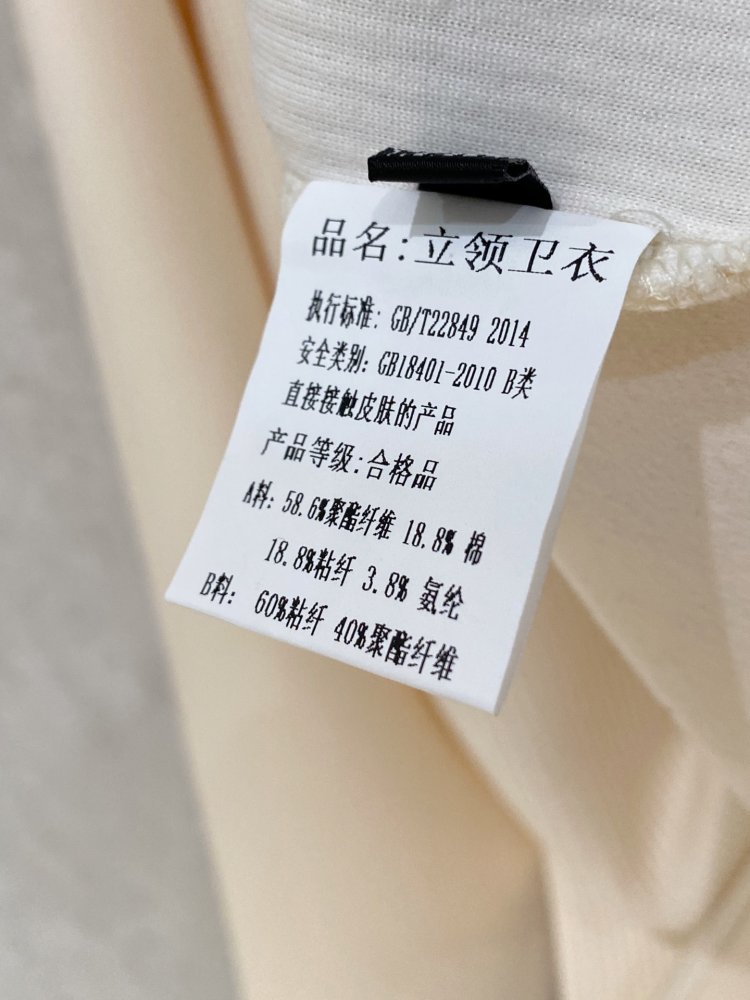 品名:立领卫衣
执行标准: GB/T22849 2014
安全类别: GB18401-2010 B类
直接接触皮肤的产品
产品等级:合格品
A料: 58.6%聚酯纤维 18.8% 棉
18.8%粘纤 3.8% 氨纶
B料: 60%粘纤 40%聚酯纤维